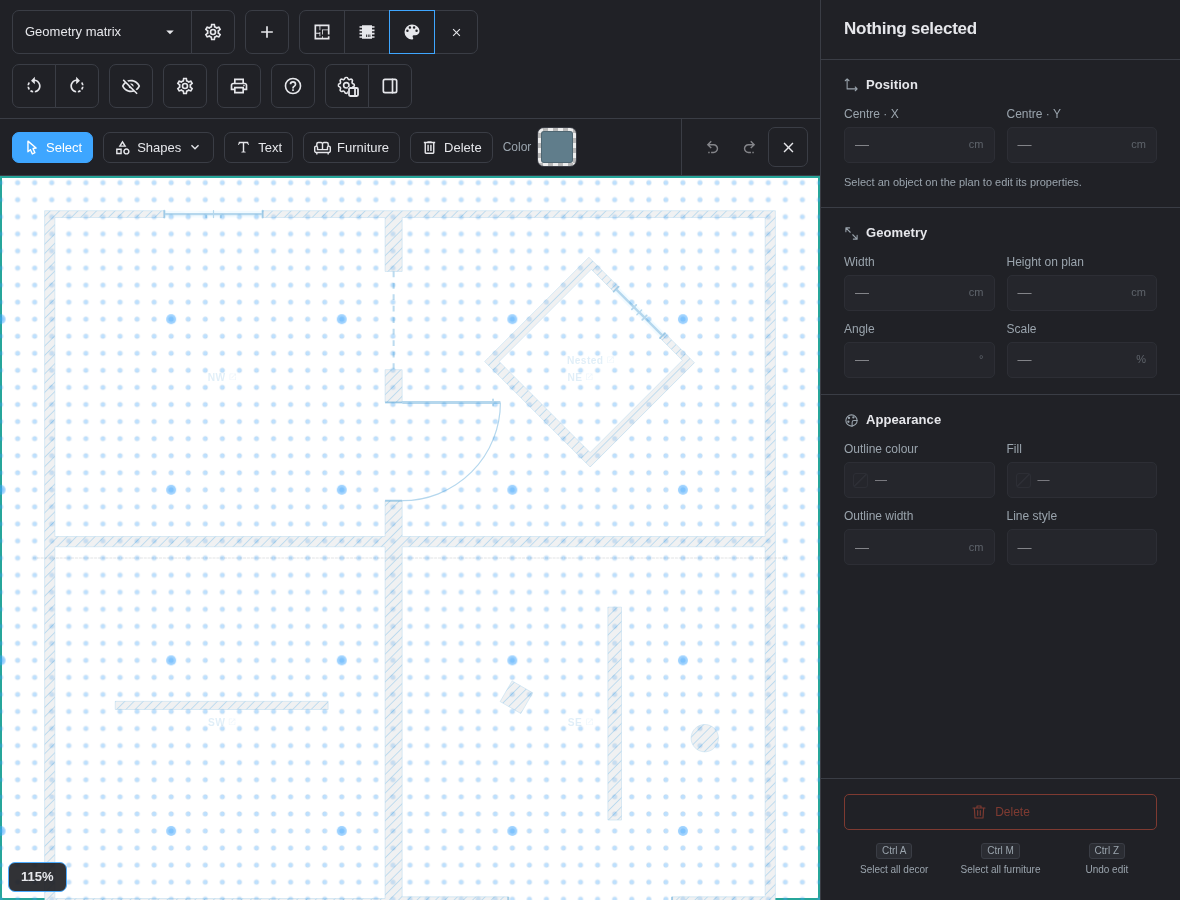 Geometry matrix
Select
Shapes
Text
Furniture
Delete
Color
NW
Nested
NE
SW
SE
115%
Nothing selected
Position
Centre · X
Centre · Y
— cm
— cm
Select an object on the plan to edit its properties.
Geometry
Width
Height on plan
— cm
— cm
Angle
Scale
— °
— %
Appearance
Outline colour
Fill
—
—
Outline width
Line style
— cm
—
Delete
Ctrl A
Ctrl M
Ctrl Z
Select all decor
Select all furniture
Undo edit